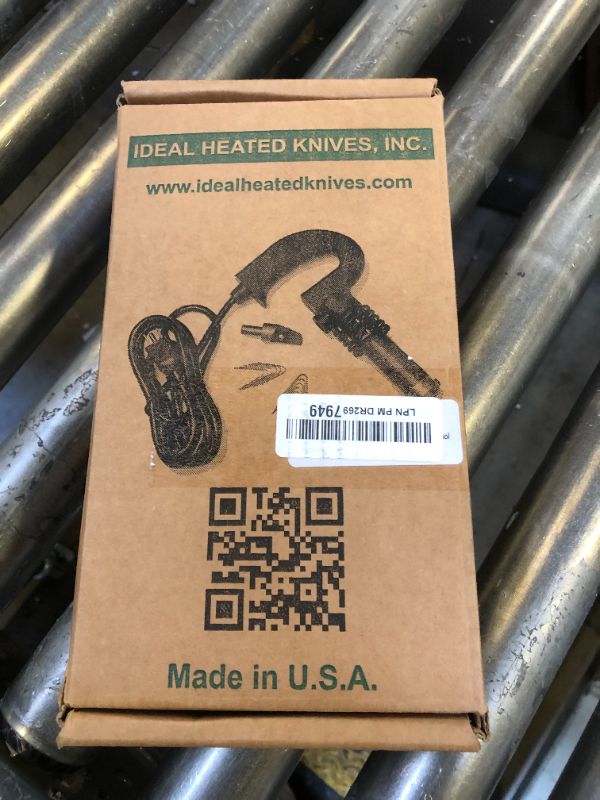 IDEAL HEATED KNIVES, INC.
www.idealheatedknives.com
LPN PM DR269 7949
Made in U.S.A.